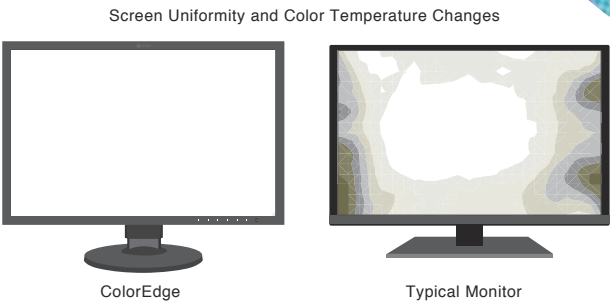 Screen Uniformity and Color Temperature Changes
ColorEdge
Typical Monitor